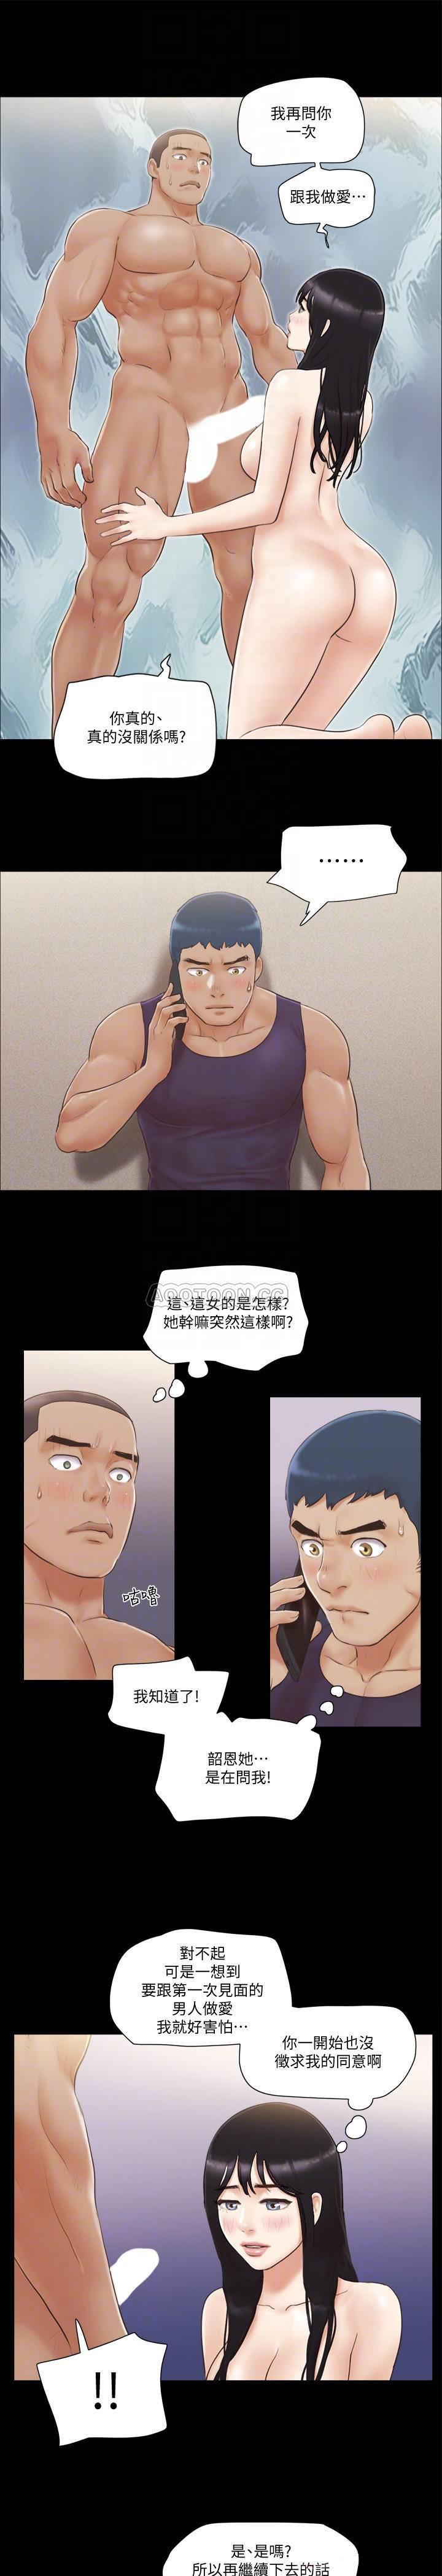 我再問你
一次
跟我做愛…
你真的、
真的沒關係嗎?
……
AQQTOON.CC
這、這女的是怎樣?
她幹嘛突然這樣啊?
咕嚕
我知道了!
韶恩她…
是在問我!
對不起
可是一想到
要跟第一次見面的
男人做愛
我就好害怕…
你一開始也沒
徵求我的同意啊
!!
是、是嗎?
所以再繼續下去的話